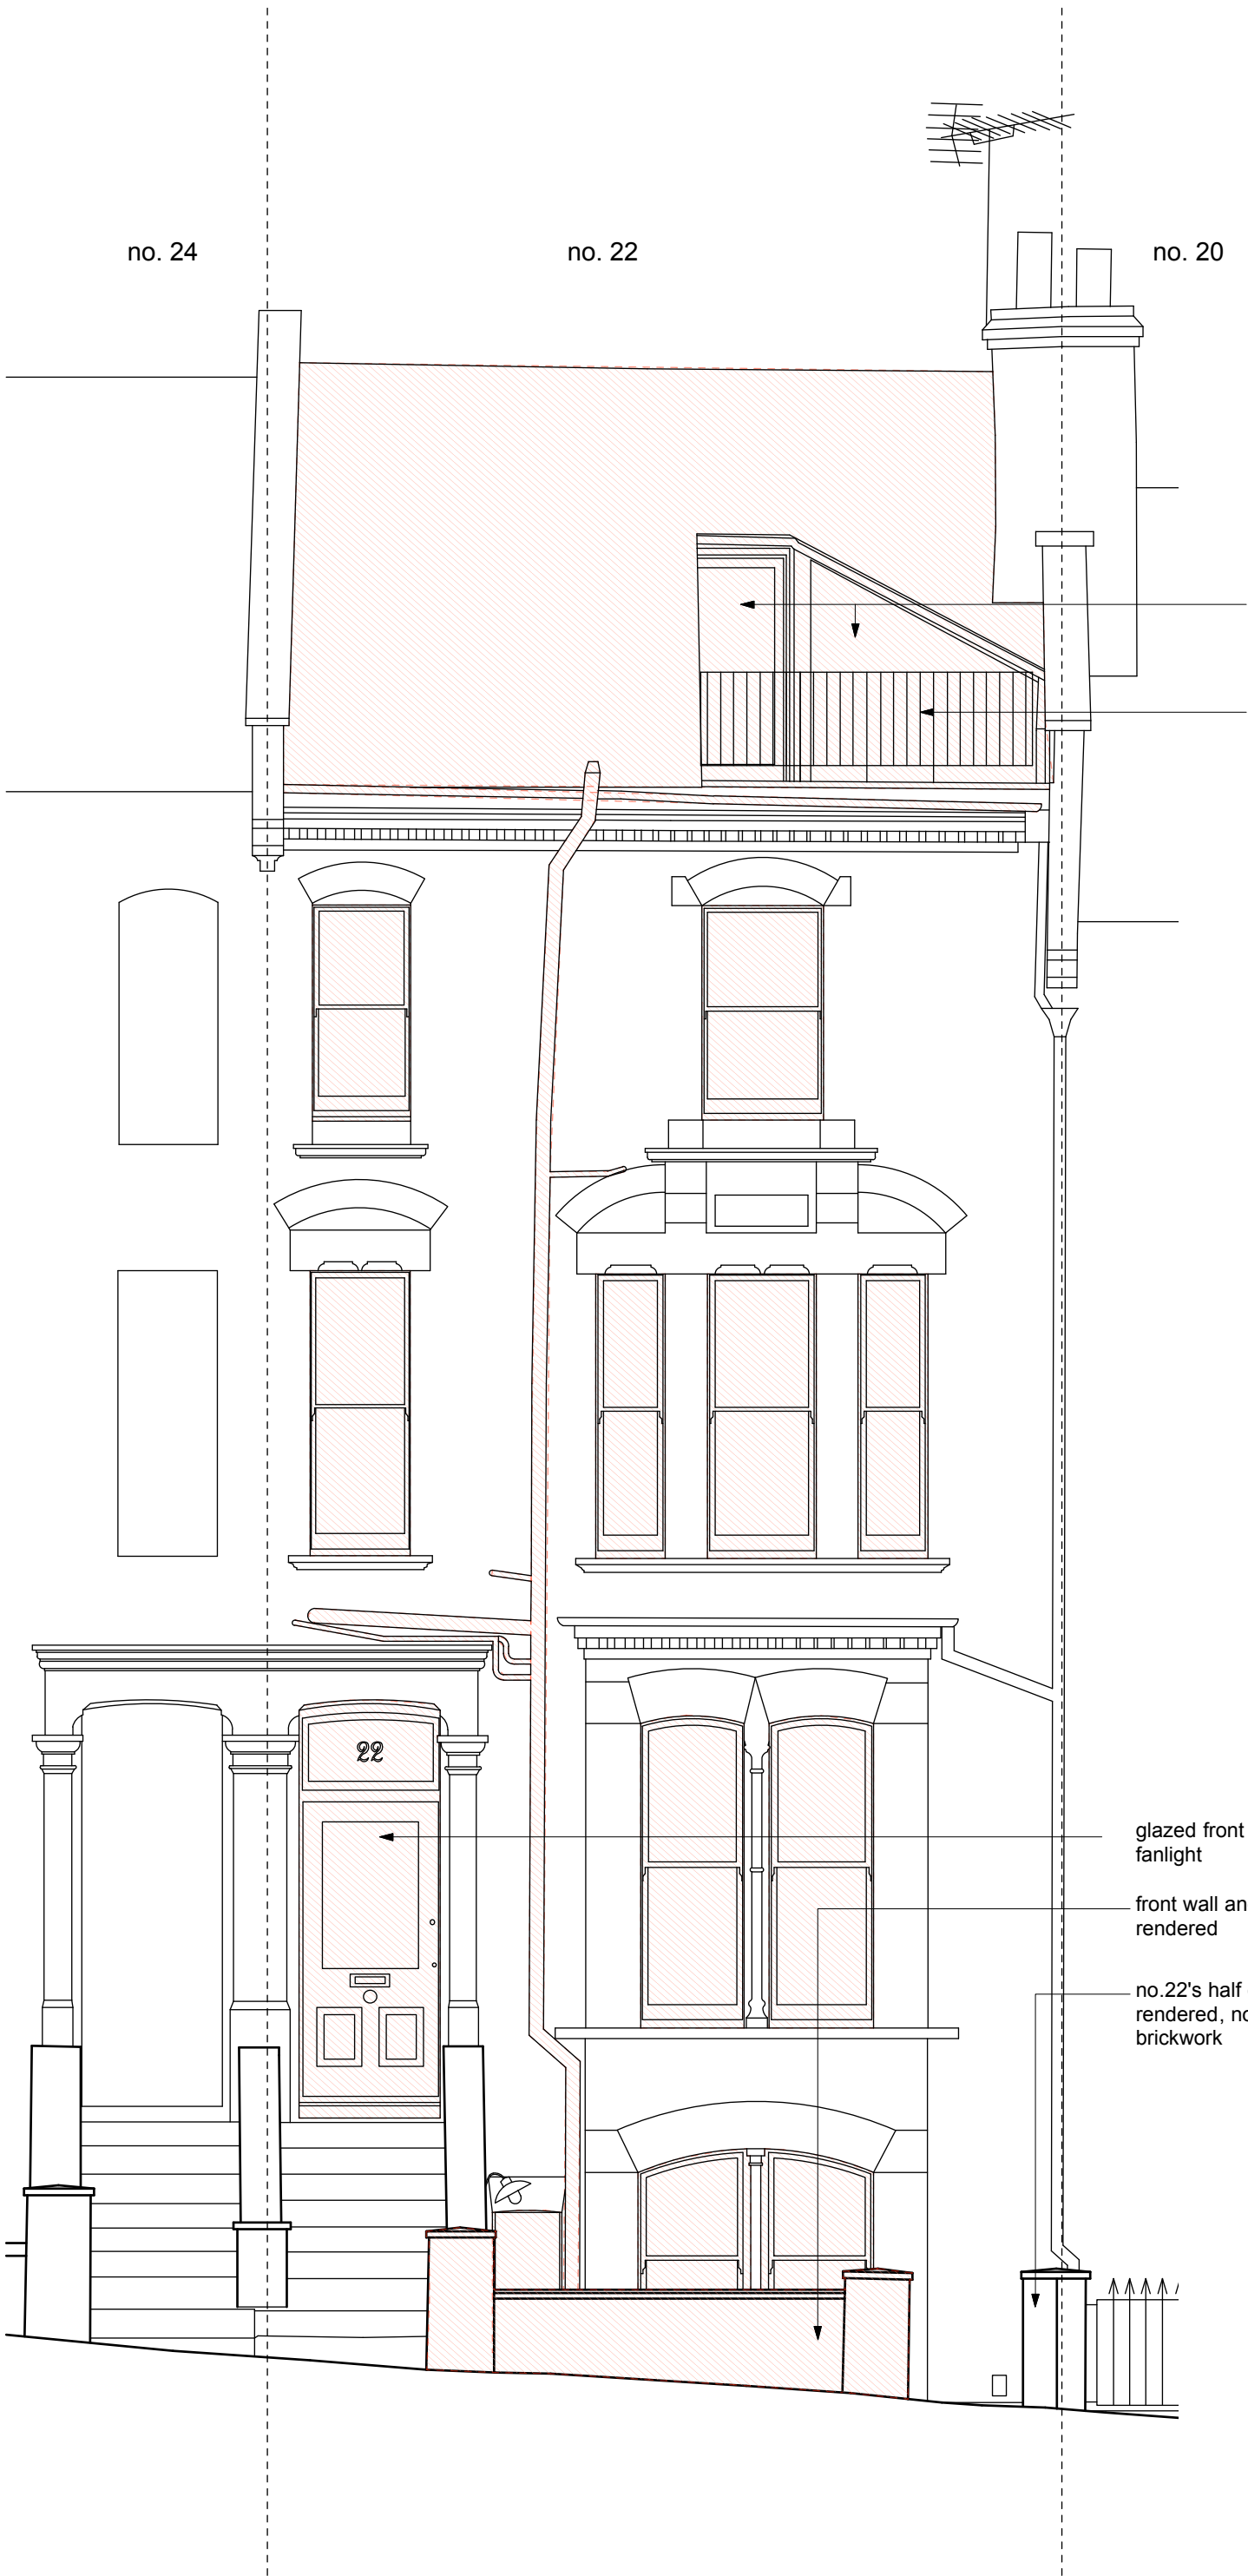 no. 24
no. 22
no. 20
22
glazed front
fanlight
front wall an
rendered
no.22's half
rendered, no
brickwork